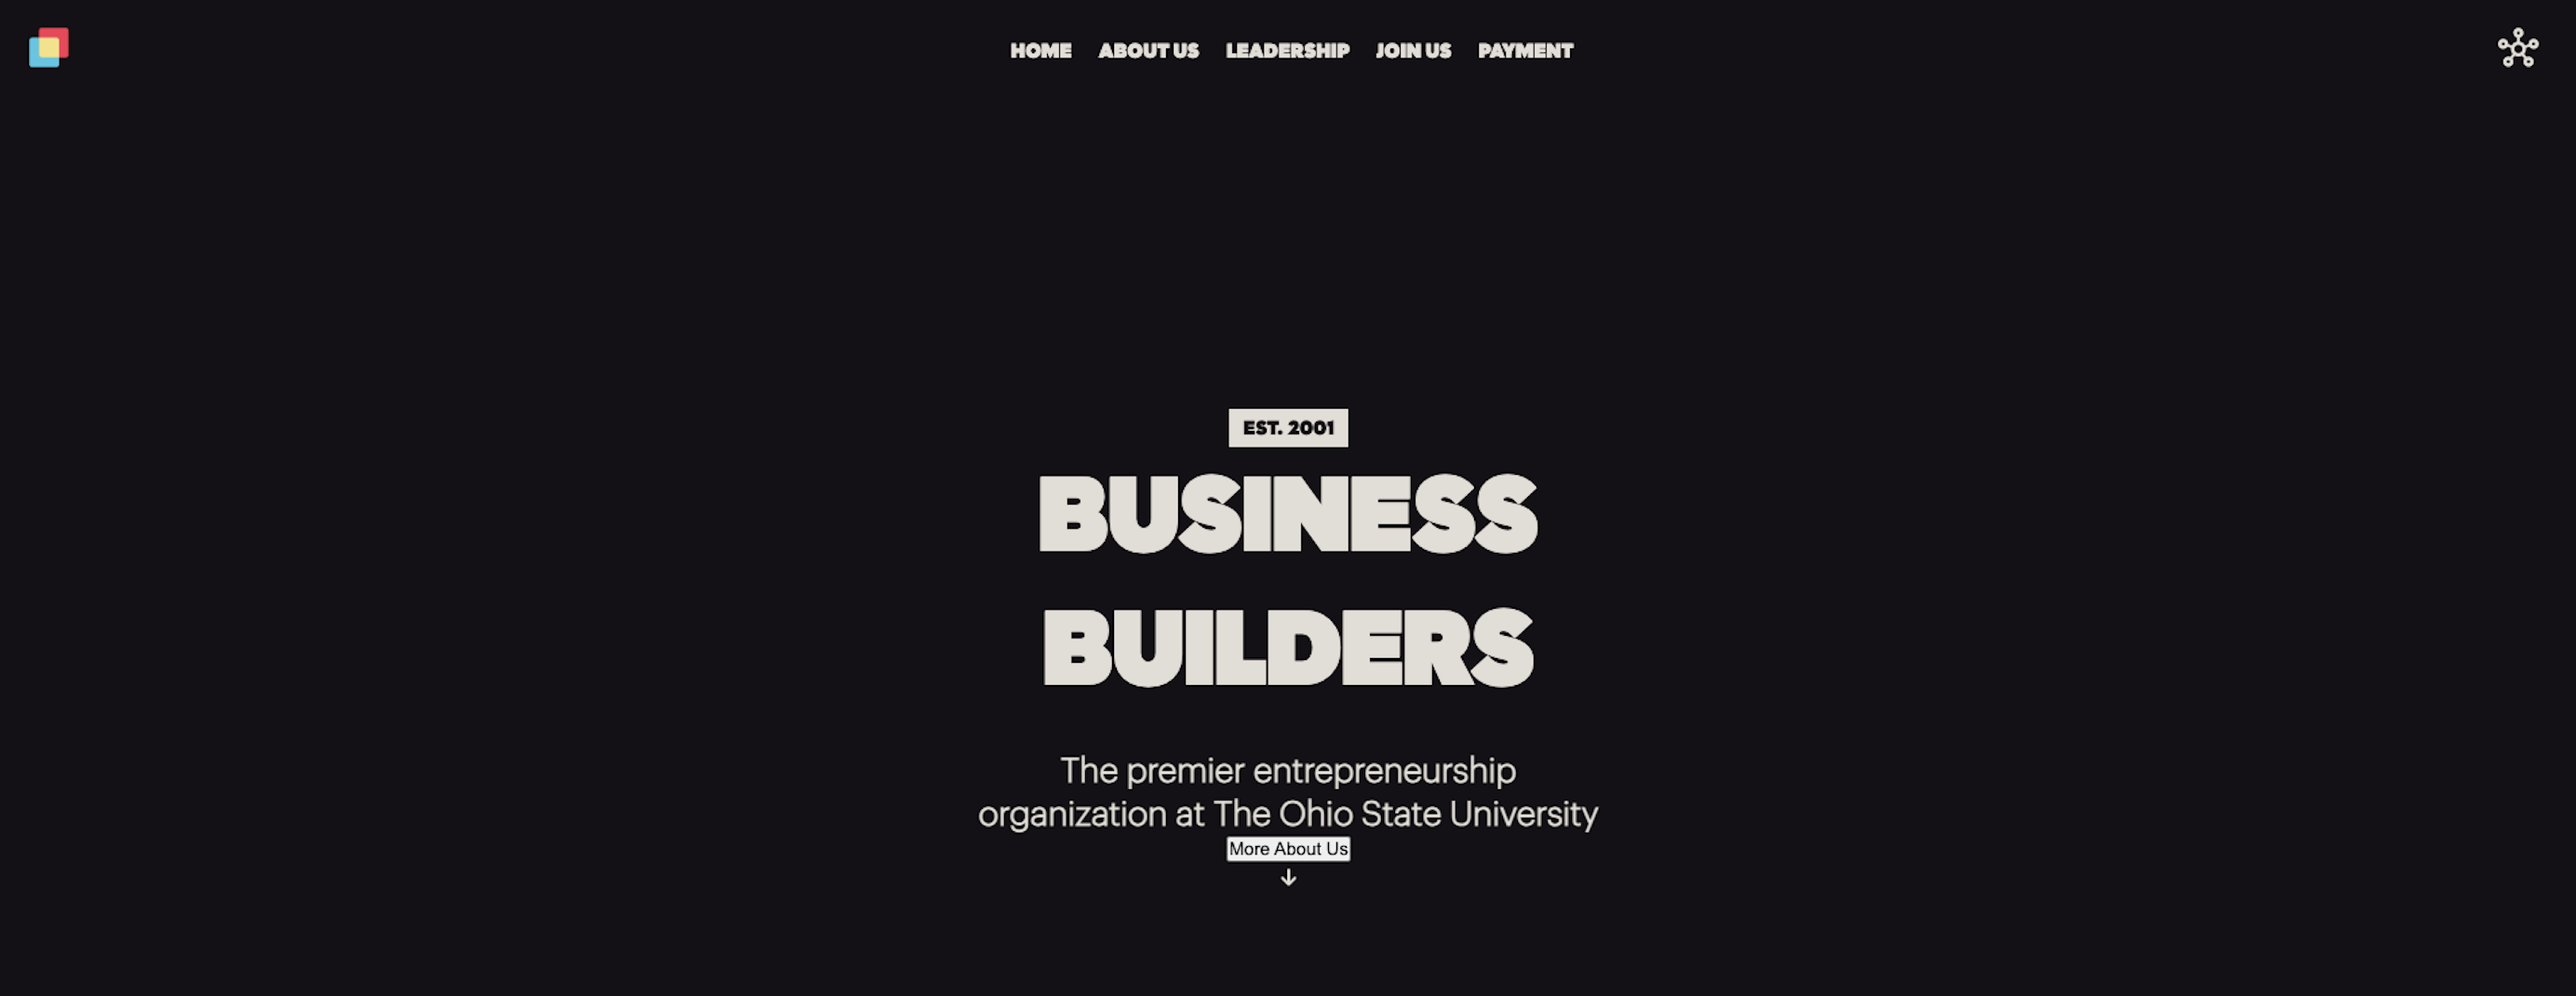 HOME ABOUT US LEADERSHIP JOIN US PAYMENT
EST. 2001
BUSINESS
BUILDERS
The premier entrepreneurship
organization at The Ohio State University
More About Us